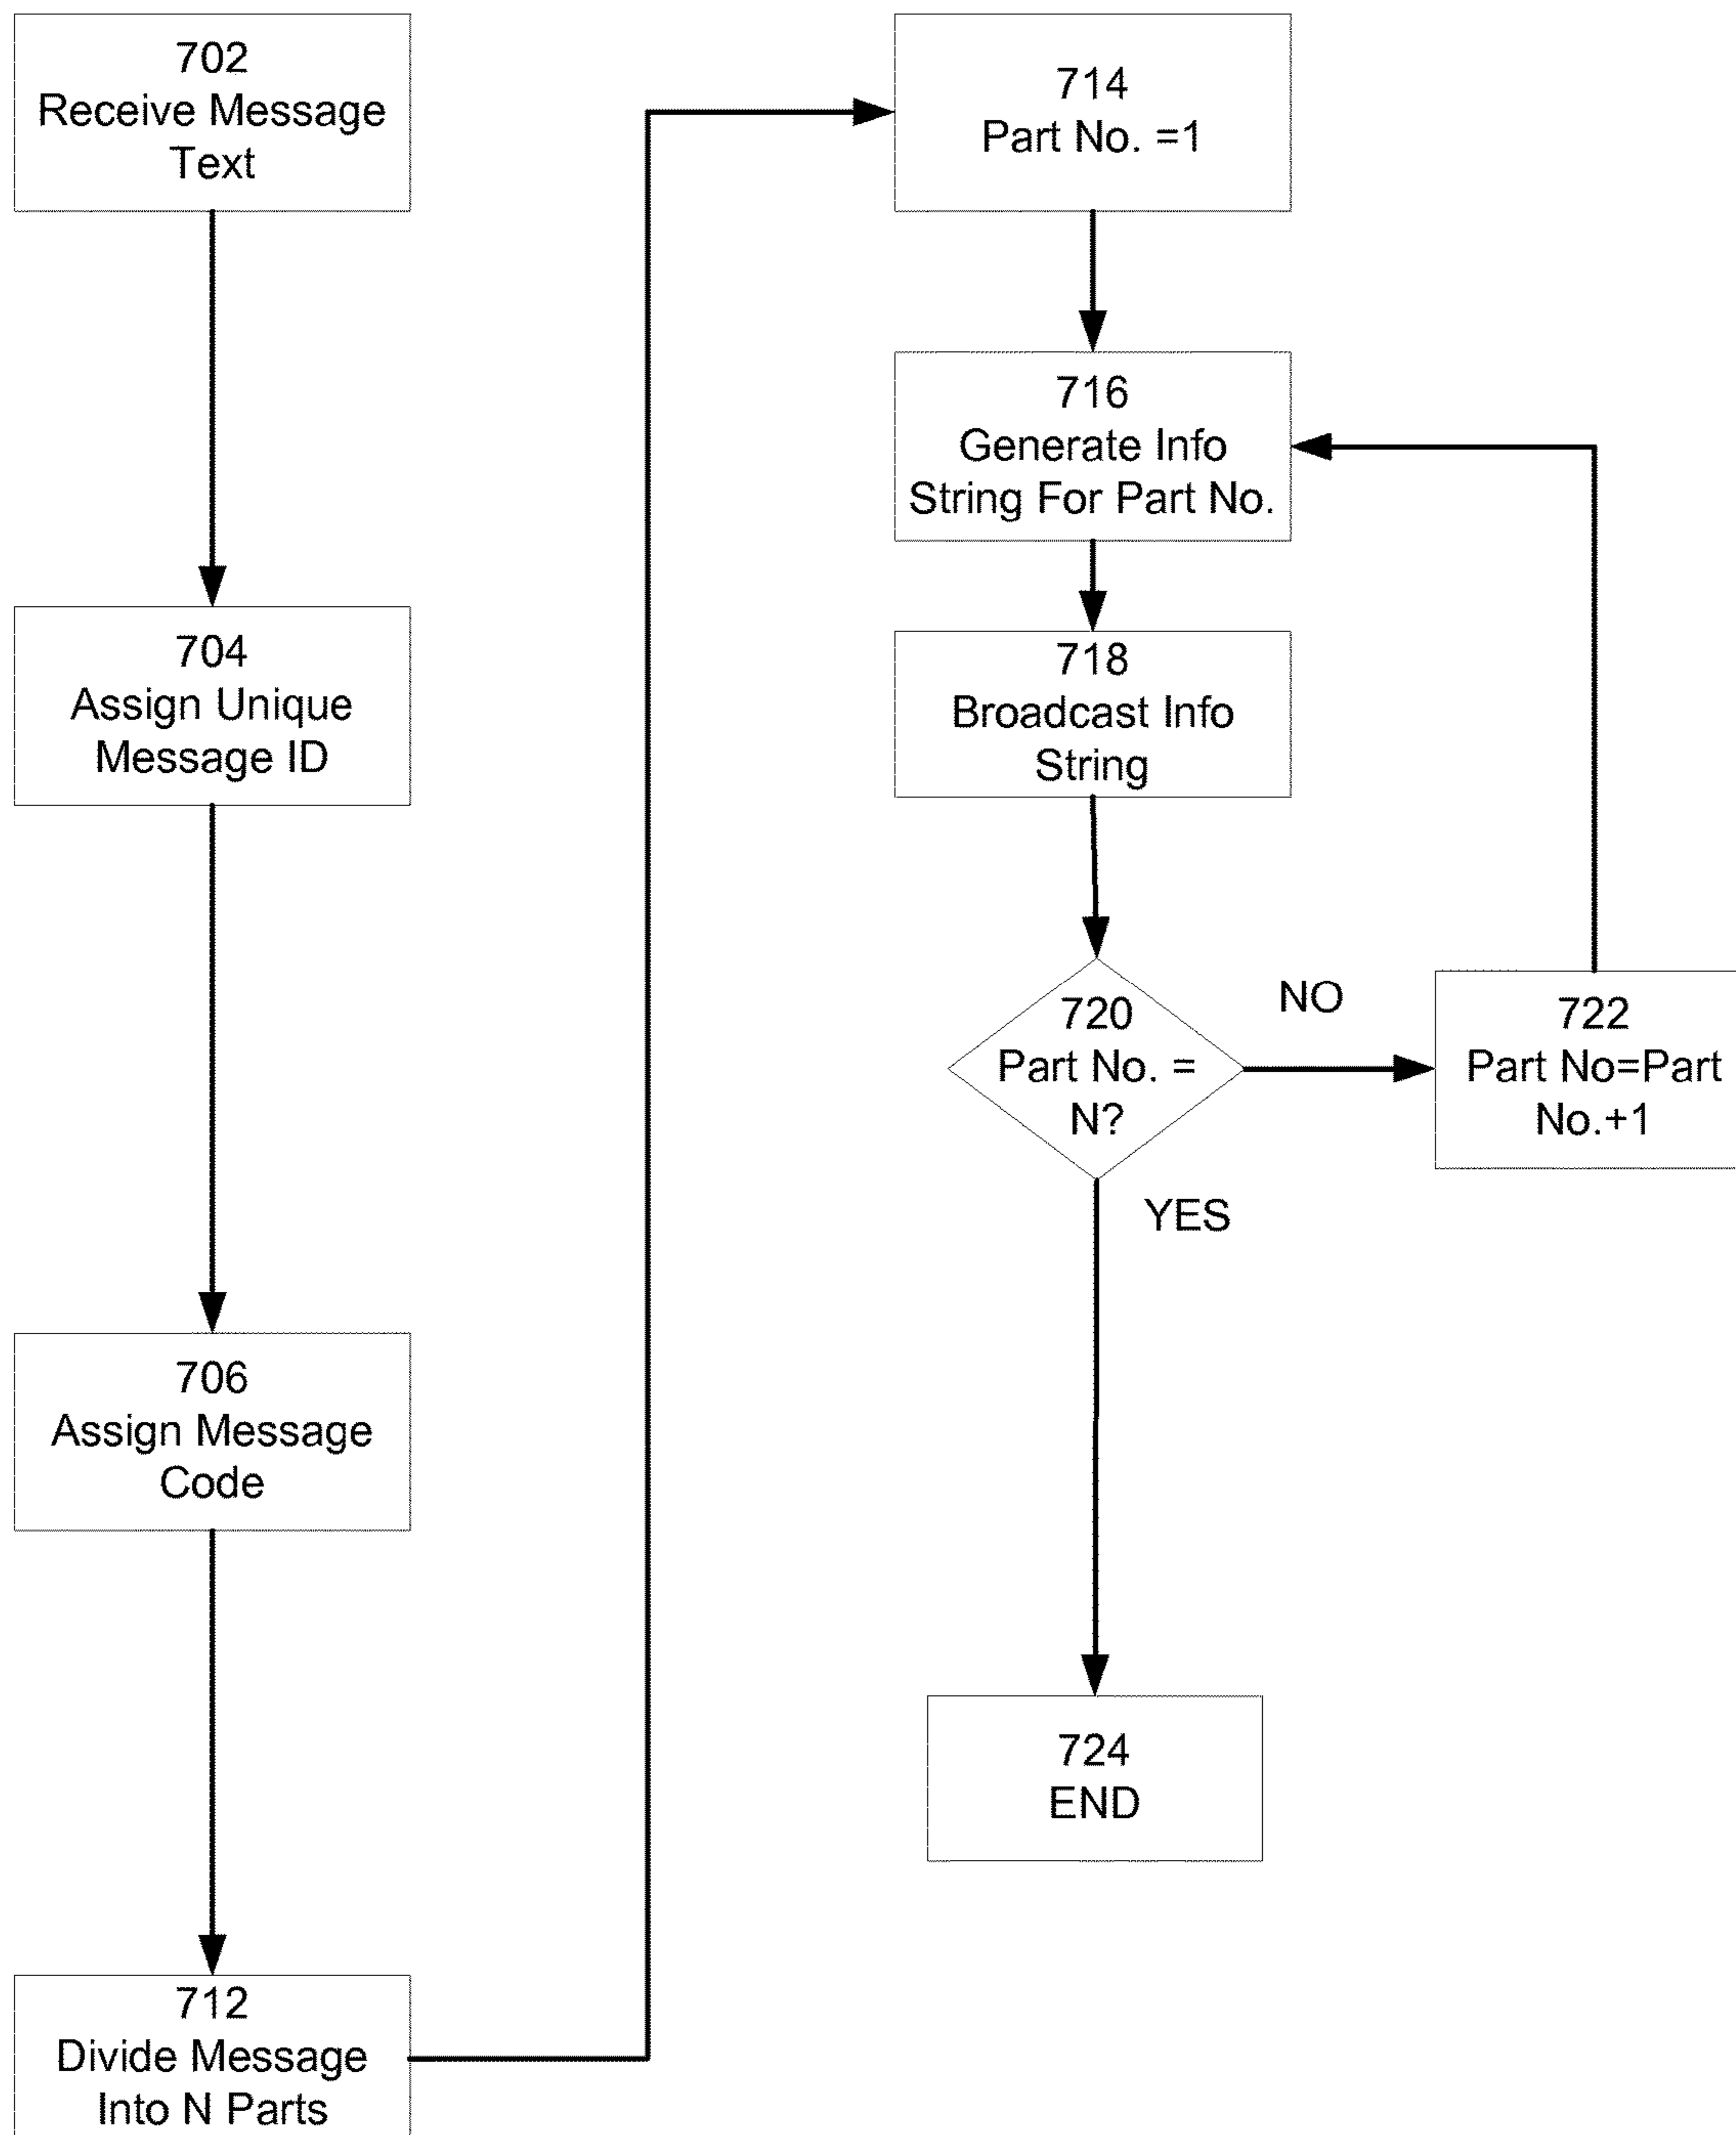 702
Receive Message
Text
704
Assign Unique
Message ID
706
Assign Message
Code
712
Divide Message
Into N Parts
714
Part No. =1
716
Generate Info
String For Part No.
718
Broadcast Info
String
720
Part No. =
N?
NO
722
Part No=Part
No.+1
YES
724
END